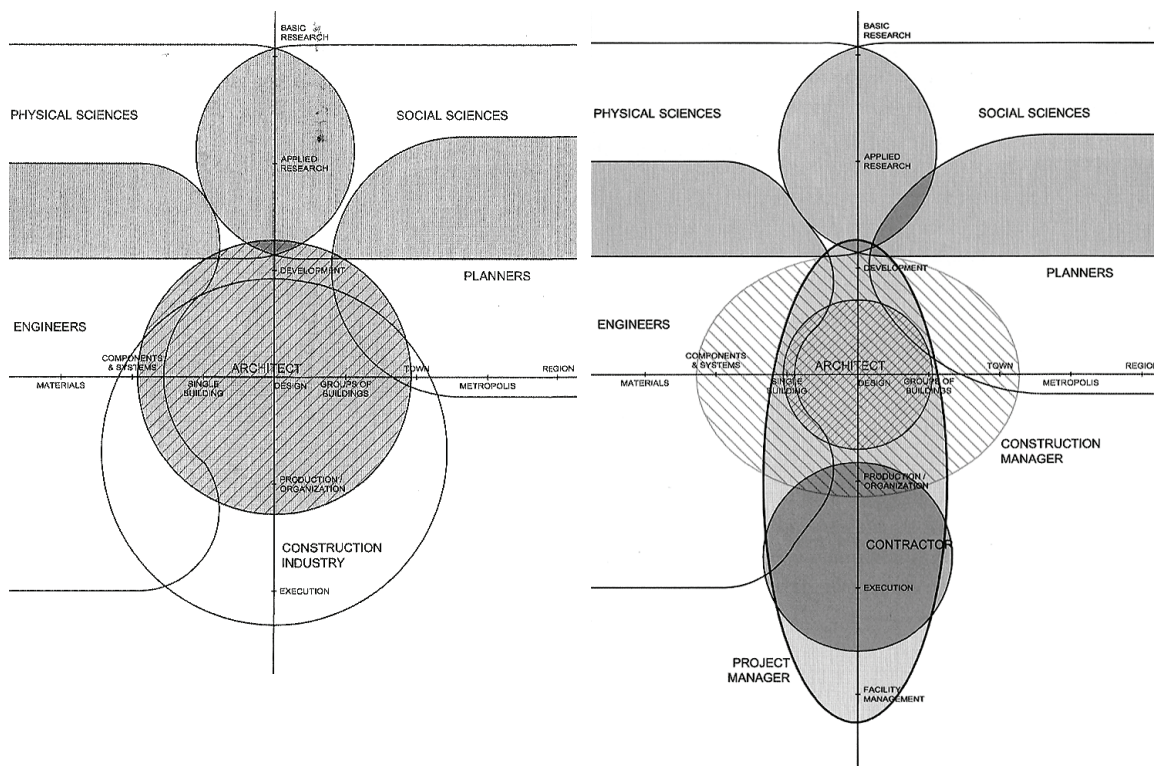 BASIC
RESEARCH
PHYSICAL SCIENCES
SOCIAL SCIENCES
APPLIED
RESEARCH
DEVELOPMENT
PLANNERS
ENGINEERS
COMPONENTS
& SYSTEMS
ARCHITECT
TOWN
REGION
MATERIALS
SINGLE
BUILDING
DESIGN
GROUPS OF
BUILDINGS
METROPOLIS
PRODUCTION /
ORGANIZATION
CONSTRUCTION
INDUSTRY
EXECUTION
BASIC
RESEARCH
PHYSICAL SCIENCES
SOCIAL SCIENCES
APPLIED
RESEARCH
DEVELOPMENT
PLANNERS
ENGINEERS
COMPONENTS
& SYSTEMS
ARCHITECT
TOWN
REGIO
MATERIALS
SINGLE
BUILDING
DESIGN
GROUPS OF
BUILDINGS
METROPOLIS
CONSTRUCTION
MANAGER
PRODUCTION /
ORGANIZATION
CONTRACTOR
EXECUTION
PROJECT
MANAGER
FACILITY
MANAGEMENT